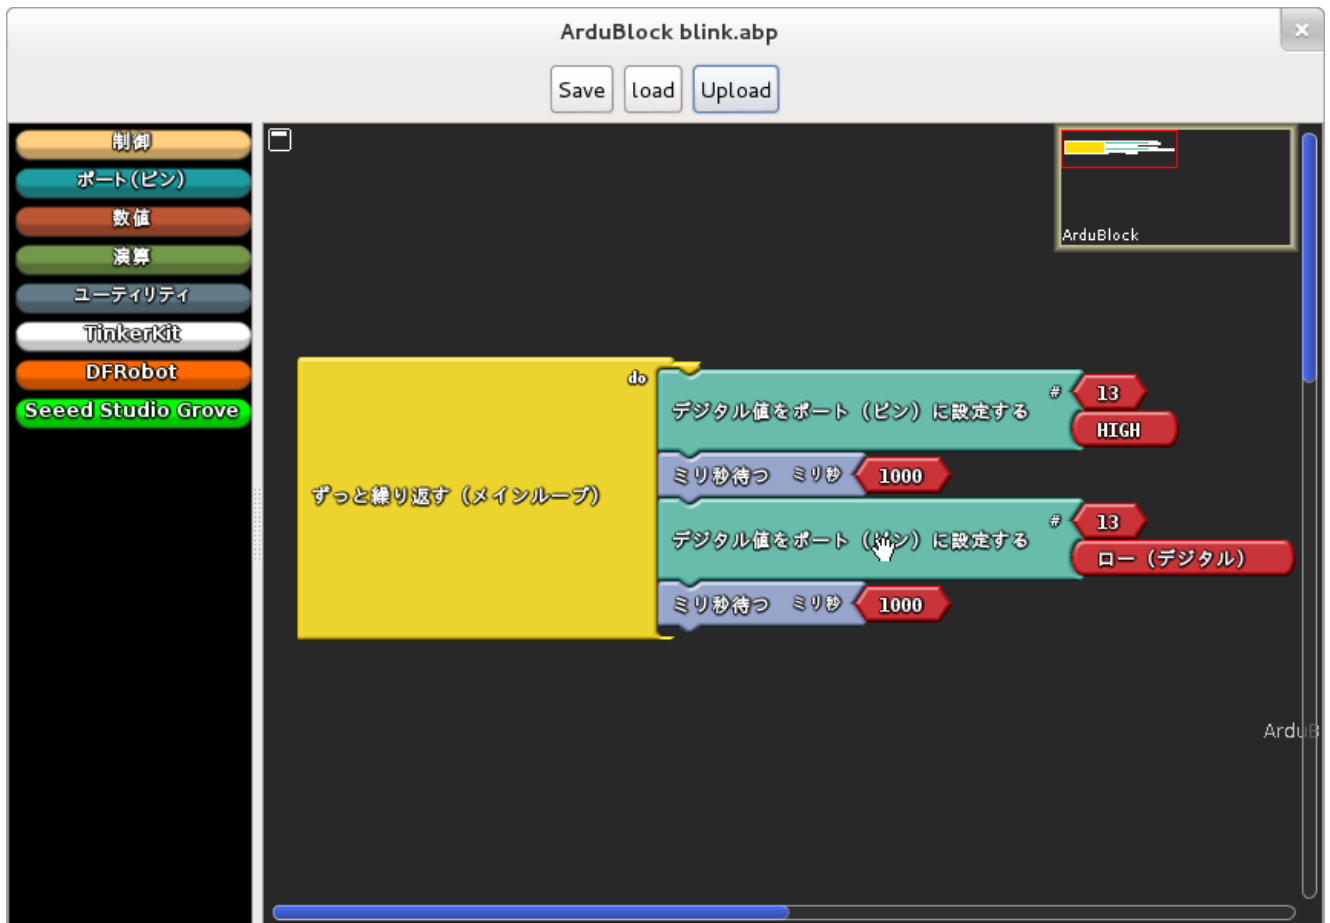 ArduBlock blink.abp
Save load Upload
制御
ポート(ピン)
数値
演算
ユーティリティ
TinkerKit
DFRobot
Seeed Studio Grove
ArduBlock
ずっと繰り返す（メインループ）
do
デジタル値をポート（ピン）に設定する # 13
HIGH
ミリ秒待つ ミリ秒 1000
デジタル値をポート（ピン）に設定する # 13
ロー（デジタル）
ミリ秒待つ ミリ秒 1000
ArduB